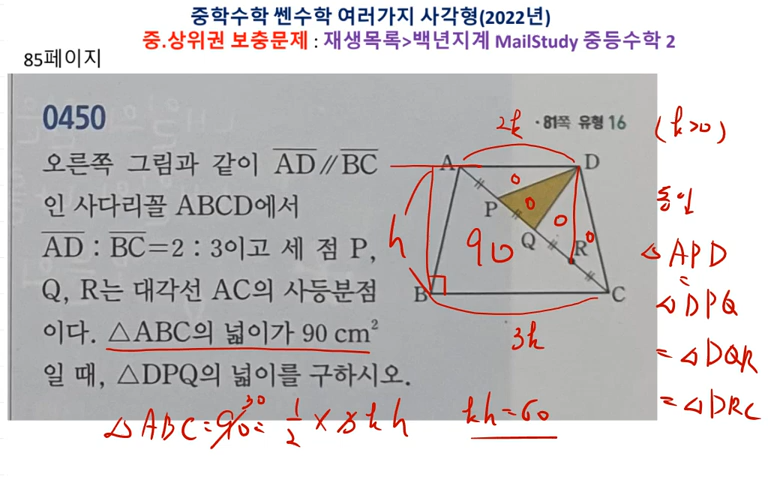 중학수학 쎈수학 여러가지 사각형(2022년)
중.상위권 보충문제 : 재생목록>백년지계 MailStudy 중등수학 2
85페이지
0450
·81쪽 유형 16
오른쪽 그림과 같이 AD∥BC
인 사다리꼴 ABCD에서
AD : BC=2 : 3이고 세 점 P,
Q, R는 대각선 AC의 사등분점
이다. △ABC의 넓이가 90 cm²
일 때, △DPQ의 넓이를 구하시오.
2k
(k>0)
A
D
P
Q
R
B
C
h
90
3k
△APD
=△DPQ
=△DQR
=△DRC
△ABC=90=½×3kh
30
kh=60